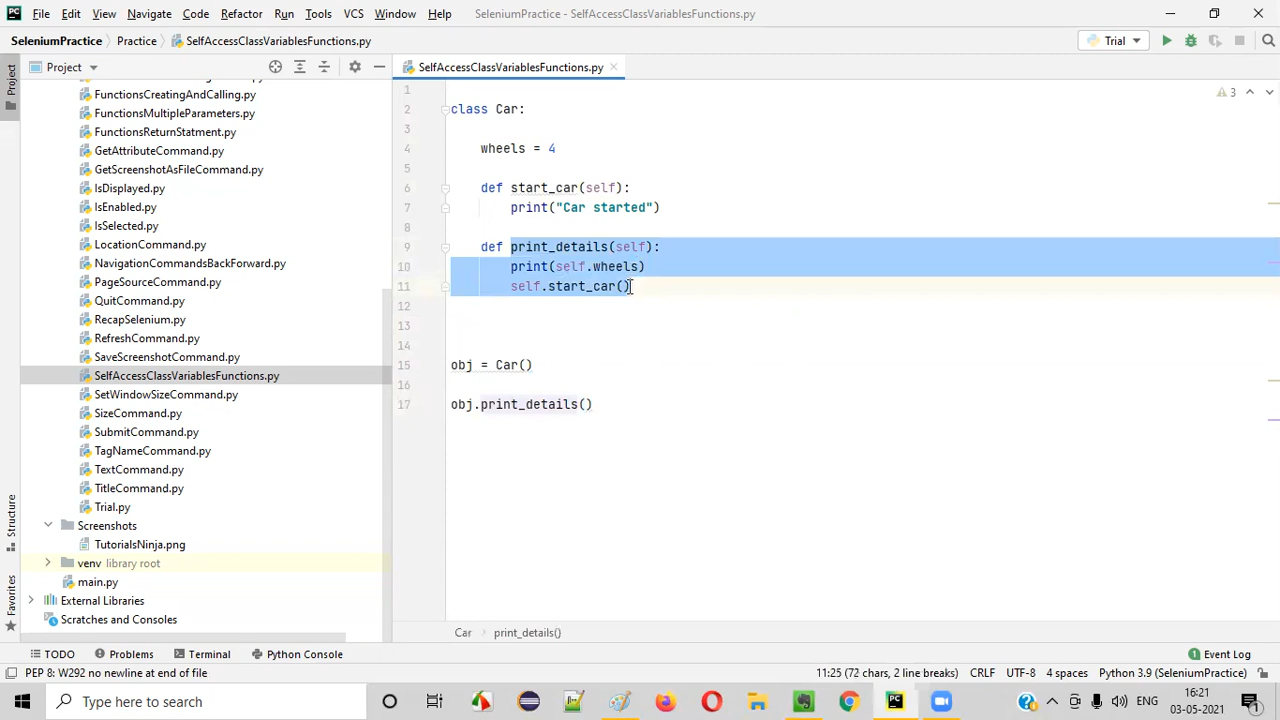 PC File Edit View Navigate Code Refactor Run Tools VCS Window Help SeleniumPractice - SelfAccessClassVariablesFunctions.py
SeleniumPractice Practice SelfAccessClassVariablesFunctions.py Trial
Project
Project
SelfAccessClassVariablesFunctions.py
FunctionsCreatingAndCalling.py
FunctionsMultipleParameters.py
FunctionsReturnStatment.py
GetAttributeCommand.py
GetScreenshotAsFileCommand.py
IsDisplayed.py
IsEnabled.py
IsSelected.py
LocationCommand.py
NavigationCommandsBackForward.py
PageSourceCommand.py
QuitCommand.py
RecapSelenium.py
RefreshCommand.py
SaveScreenshotCommand.py
SelfAccessClassVariablesFunctions.py
SetWindowSizeCommand.py
SizeCommand.py
SubmitCommand.py
TagNameCommand.py
TextCommand.py
TitleCommand.py
Trial.py
Screenshots
TutorialsNinja.png
venv library root
main.py
External Libraries
Scratches and Consoles
Structure
Favorites
1
2 class Car:
3
4 wheels = 4
5
6 def start_car(self):
7 print("Car started")
8
9 def print_details(self):
10 print(self.wheels)
11 self.start_car()
12
13
14
15 obj = Car()
16
17 obj.print_details()
3
Car print_details()
TODO Problems Terminal Python Console 1 Event Log
PEP 8: W292 no newline at end of file 11:25 (72 chars, 2 line breaks) CRLF UTF-8 4 spaces Python 3.9 (SeleniumPractice)
Type here to search ENG 16:21
03-05-2021 1